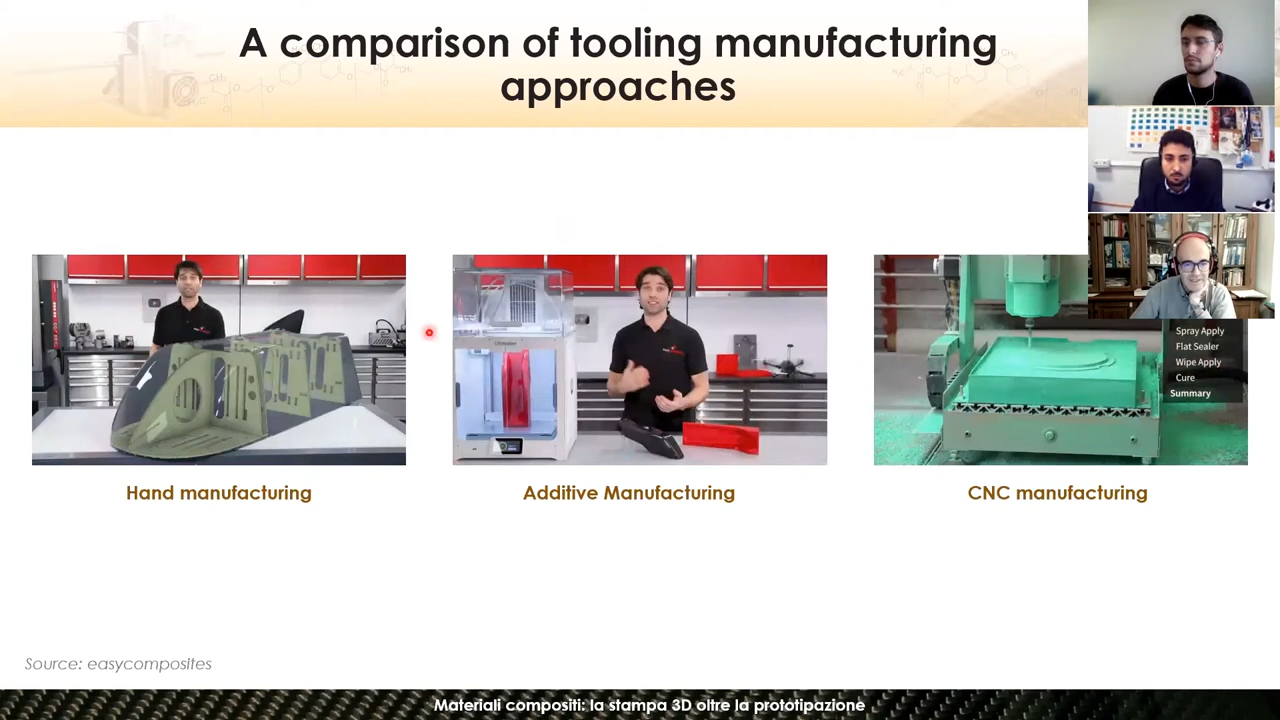 A comparison of tooling manufacturing
approaches
Spray Apply
Flat Sealer
Wipe Apply
Cure
Summary
Hand manufacturing
Additive Manufacturing
CNC manufacturing
Source: easycomposites
Materiali compositi: la stampa 3D oltre la prototipazione